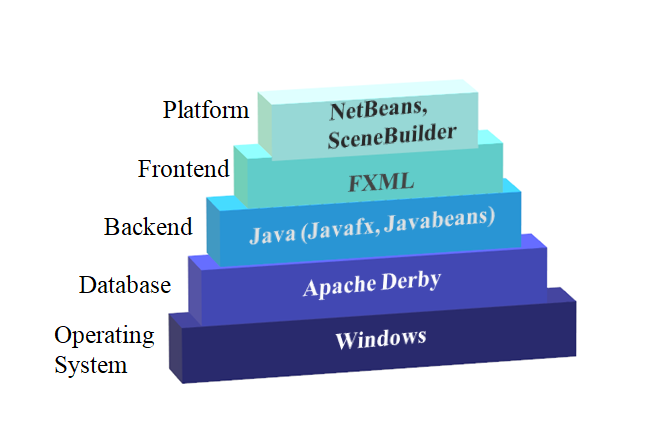 Platform
NetBeans,
SceneBuilder
Frontend
FXML
Backend
Java (Javafx, Javabeans)
Database
Apache Derby
Operating
System
Windows